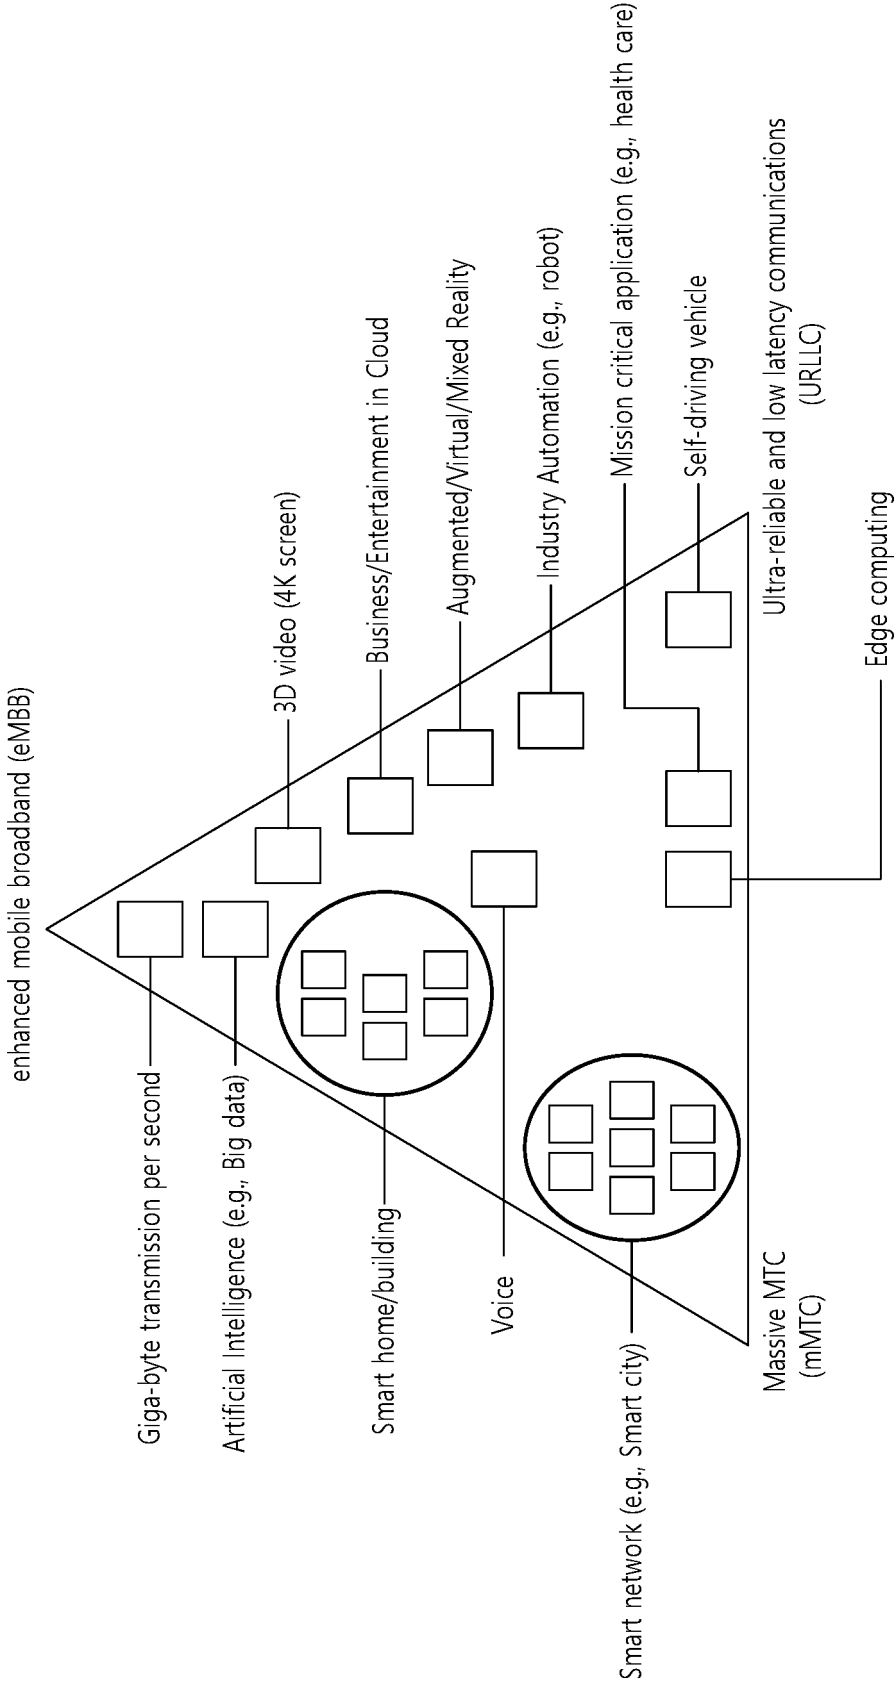 enhanced mobile broadband (eMBB)
Giga-byte transmission per second
Artificial Intelligence (e.g., Big data)
3D video (4K screen)
Smart home/building
Business/Entertainment in Cloud
Augmented/Virtual/Mixed Reality
Voice
Industry Automation (e.g., robot)
Smart network (e.g., Smart city)
Mission critical application (e.g., health care)
Self-driving vehicle
Massive MTC
(mMTC)
Ultra-reliable and low latency communications
(URLLC)
Edge computing